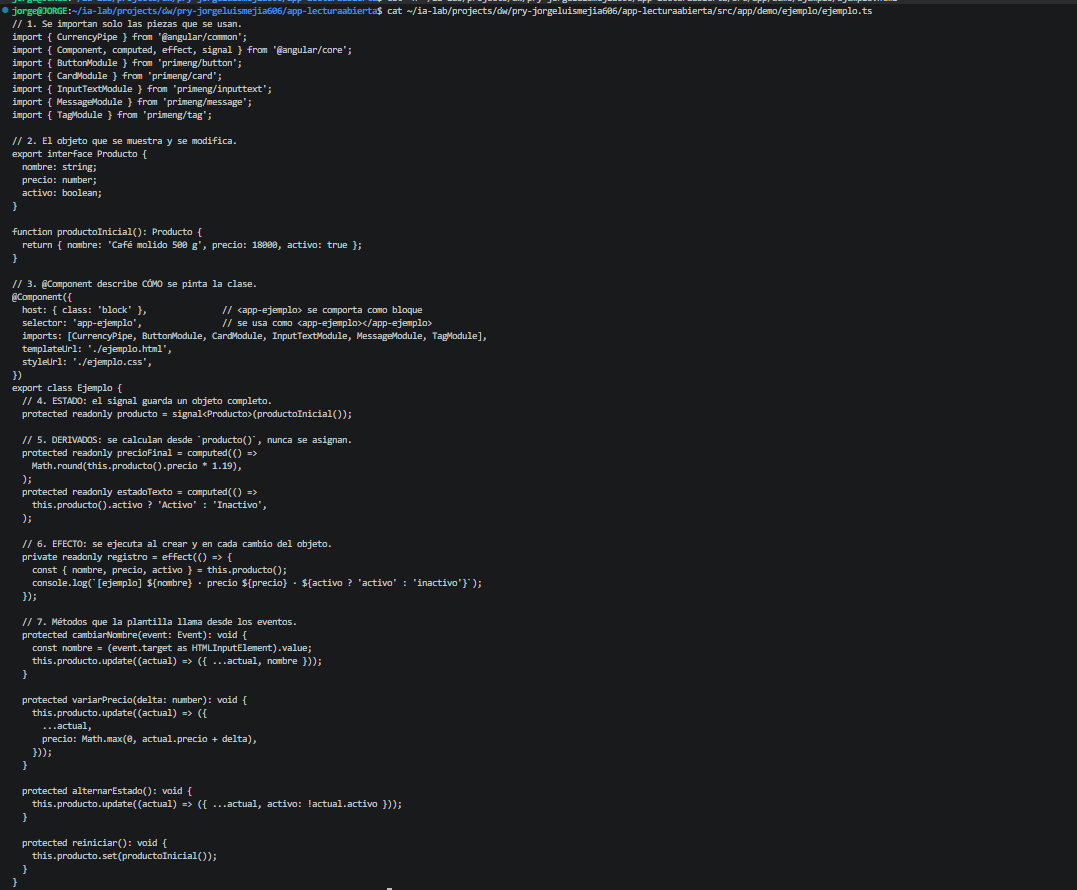 jorge@JORGE:~/ia-lab/projects/dw/pry-jorgeluismejia606/app-lecturaabierta$ cat ~/ia-lab/projects/dw/pry-jorgeluismejia606/app-lecturaabierta/src/app/demo/ejemplo/ejemplo.ts
// 1. Se importan solo las piezas que se usan.
import { CurrencyPipe } from '@angular/common';
import { Component, computed, effect, signal } from '@angular/core';
import { ButtonModule } from 'primeng/button';
import { CardModule } from 'primeng/card';
import { InputTextModule } from 'primeng/inputtext';
import { MessageModule } from 'primeng/message';
import { TagModule } from 'primeng/tag';

// 2. El objeto que se muestra y se modifica.
export interface Producto {
  nombre: string;
  precio: number;
  activo: boolean;
}

function productoInicial(): Producto {
  return { nombre: 'Café molido 500 g', precio: 18000, activo: true };
}

// 3. @Component describe CÓMO se pinta la clase.
@Component({
  host: { class: 'block' },               // <app-ejemplo> se comporta como bloque
  selector: 'app-ejemplo',                // se usa como <app-ejemplo></app-ejemplo>
  imports: [CurrencyPipe, ButtonModule, CardModule, InputTextModule, MessageModule, TagModule],
  templateUrl: './ejemplo.html',
  styleUrl: './ejemplo.css',
})
export class Ejemplo {
  // 4. ESTADO: el signal guarda un objeto completo.
  protected readonly producto = signal<Producto>(productoInicial());

  // 5. DERIVADOS: se calculan desde `producto()`, nunca se asignan.
  protected readonly precioFinal = computed(() =>
    Math.round(this.producto().precio * 1.19),
  );
  protected readonly estadoTexto = computed(() =>
    this.producto().activo ? 'Activo' : 'Inactivo',
  );

  // 6. EFECTO: se ejecuta al crear y en cada cambio del objeto.
  private readonly registro = effect(() => {
    const { nombre, precio, activo } = this.producto();
    console.log(`[ejemplo] ${nombre} · precio ${precio} · ${activo ? 'activo' : 'inactivo'}`);
  });

  // 7. Métodos que la plantilla llama desde los eventos.
  protected cambiarNombre(event: Event): void {
    const nombre = (event.target as HTMLInputElement).value;
    this.producto.update((actual) => ({ ...actual, nombre }));
  }

  protected variarPrecio(delta: number): void {
    this.producto.update((actual) => ({
      ...actual,
      precio: Math.max(0, actual.precio + delta),
    }));
  }

  protected alternarEstado(): void {
    this.producto.update((actual) => ({ ...actual, activo: !actual.activo }));
  }

  protected reiniciar(): void {
    this.producto.set(productoInicial());
  }
}